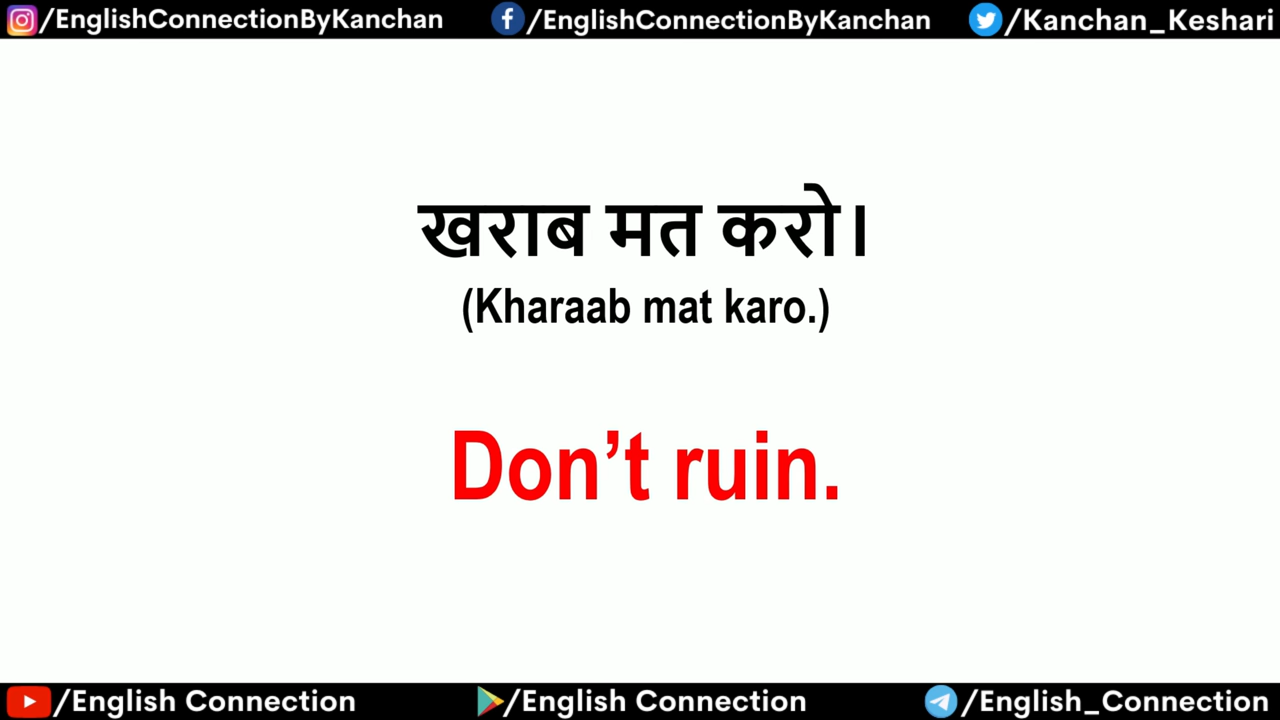 /EnglishConnectionByKanchan /EnglishConnectionByKanchan /Kanchan_Keshari
खराब मत करो।
(Kharaab mat karo.)
Don’t ruin.
/English Connection /English Connection /English_Connection